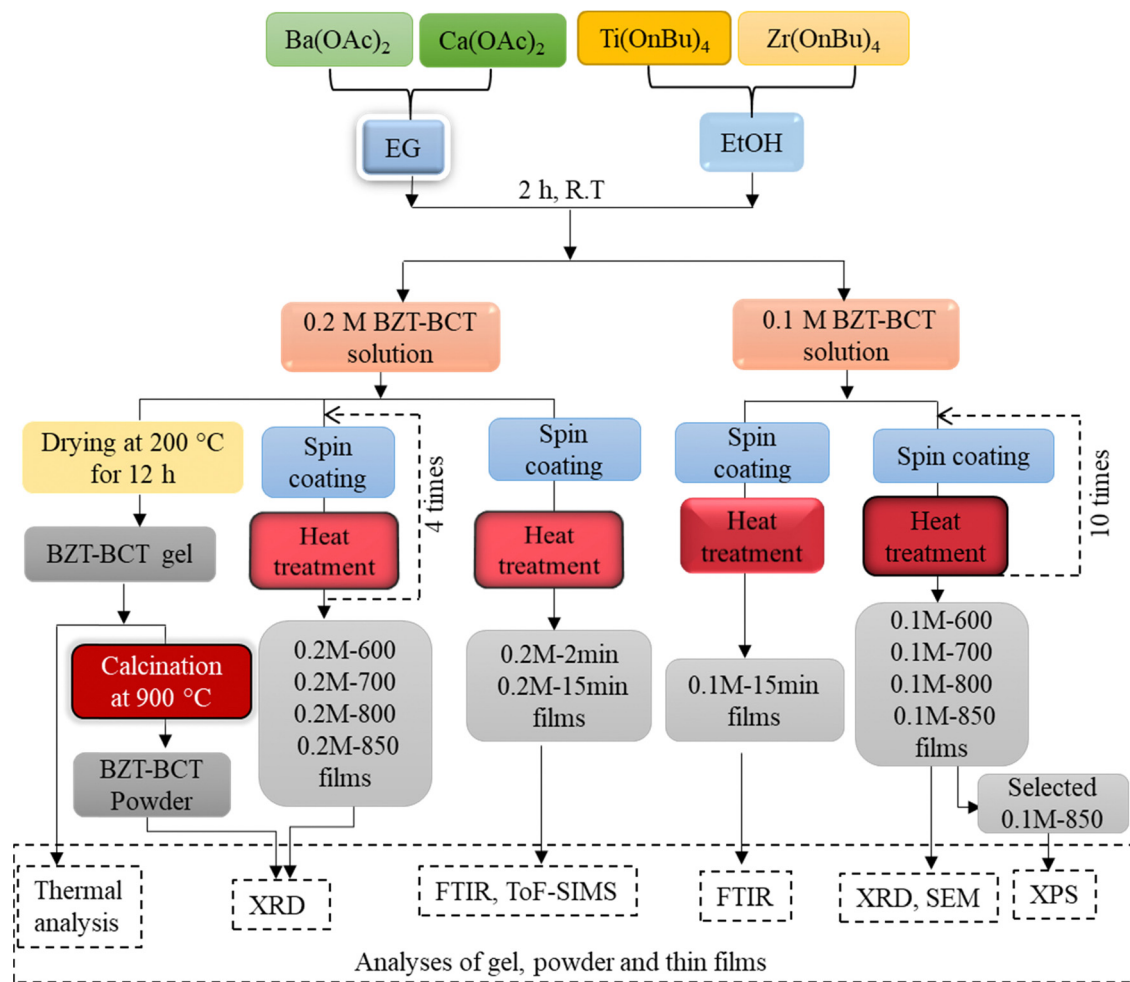 Ba(OAc)2
Ca(OAc)2
Ti(OnBu)4
Zr(OnBu)4
EG
EtOH
2 h, R.T
0.2 M BZT-BCT
solution
0.1 M BZT-BCT
solution
Drying at 200 °C
for 12 h
Spin
coating
4 times
Spin
coating
Spin
coating
Spin coating
10 times
BZT-BCT gel
Heat
treatment
Heat
treatment
Heat
treatment
Heat
treatment
Calcination
at 900 °C
BZT-BCT
Powder
0.2M-600
0.2M-700
0.2M-800
0.2M-850
films
0.2M-2min
0.2M-15min
films
0.1M-15min
films
0.1M-600
0.1M-700
0.1M-800
0.1M-850
films
Selected
0.1M-850
Thermal
analysis
XRD
FTIR, ToF-SIMS
FTIR
XRD, SEM
XPS
Analyses of gel, powder and thin films